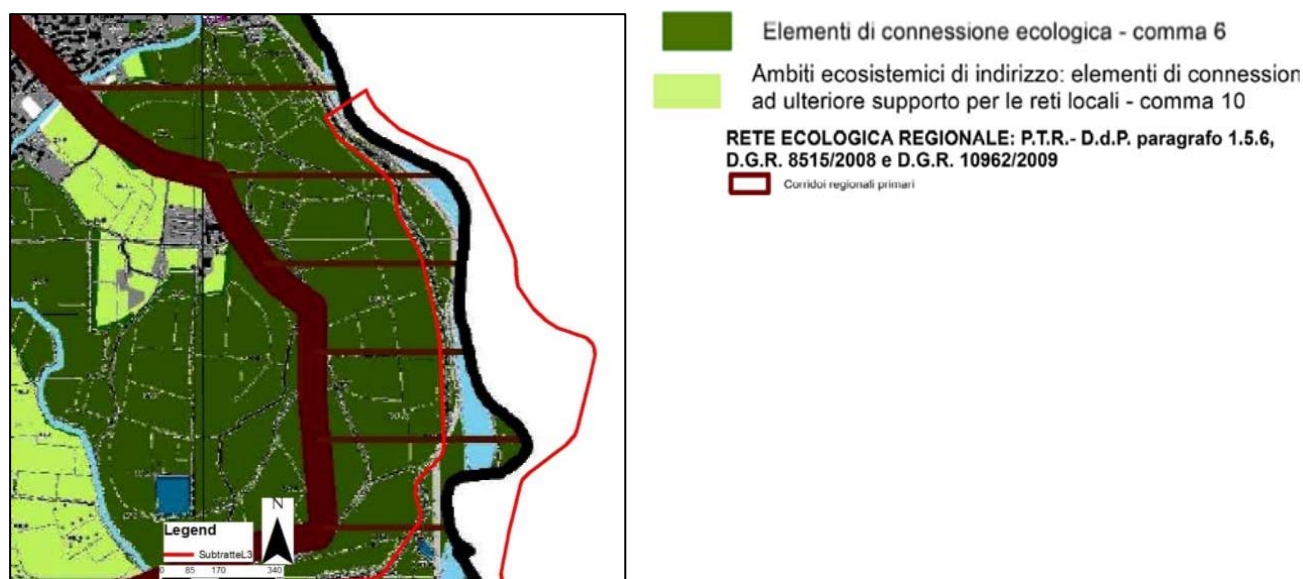 Elementi di connessione ecologica - comma 6
Ambiti ecosistemici di indirizzo: elementi di connession
ad ulteriore supporto per le reti locali - comma 10
RETE ECOLOGICA REGIONALE: P.T.R.- D.d.P. paragrafo 1.5.6,
D.G.R. 8515/2008 e D.G.R. 10962/2009
Corridoi regionali primari
N
Legend
SubtratteL3
0 85 170 340